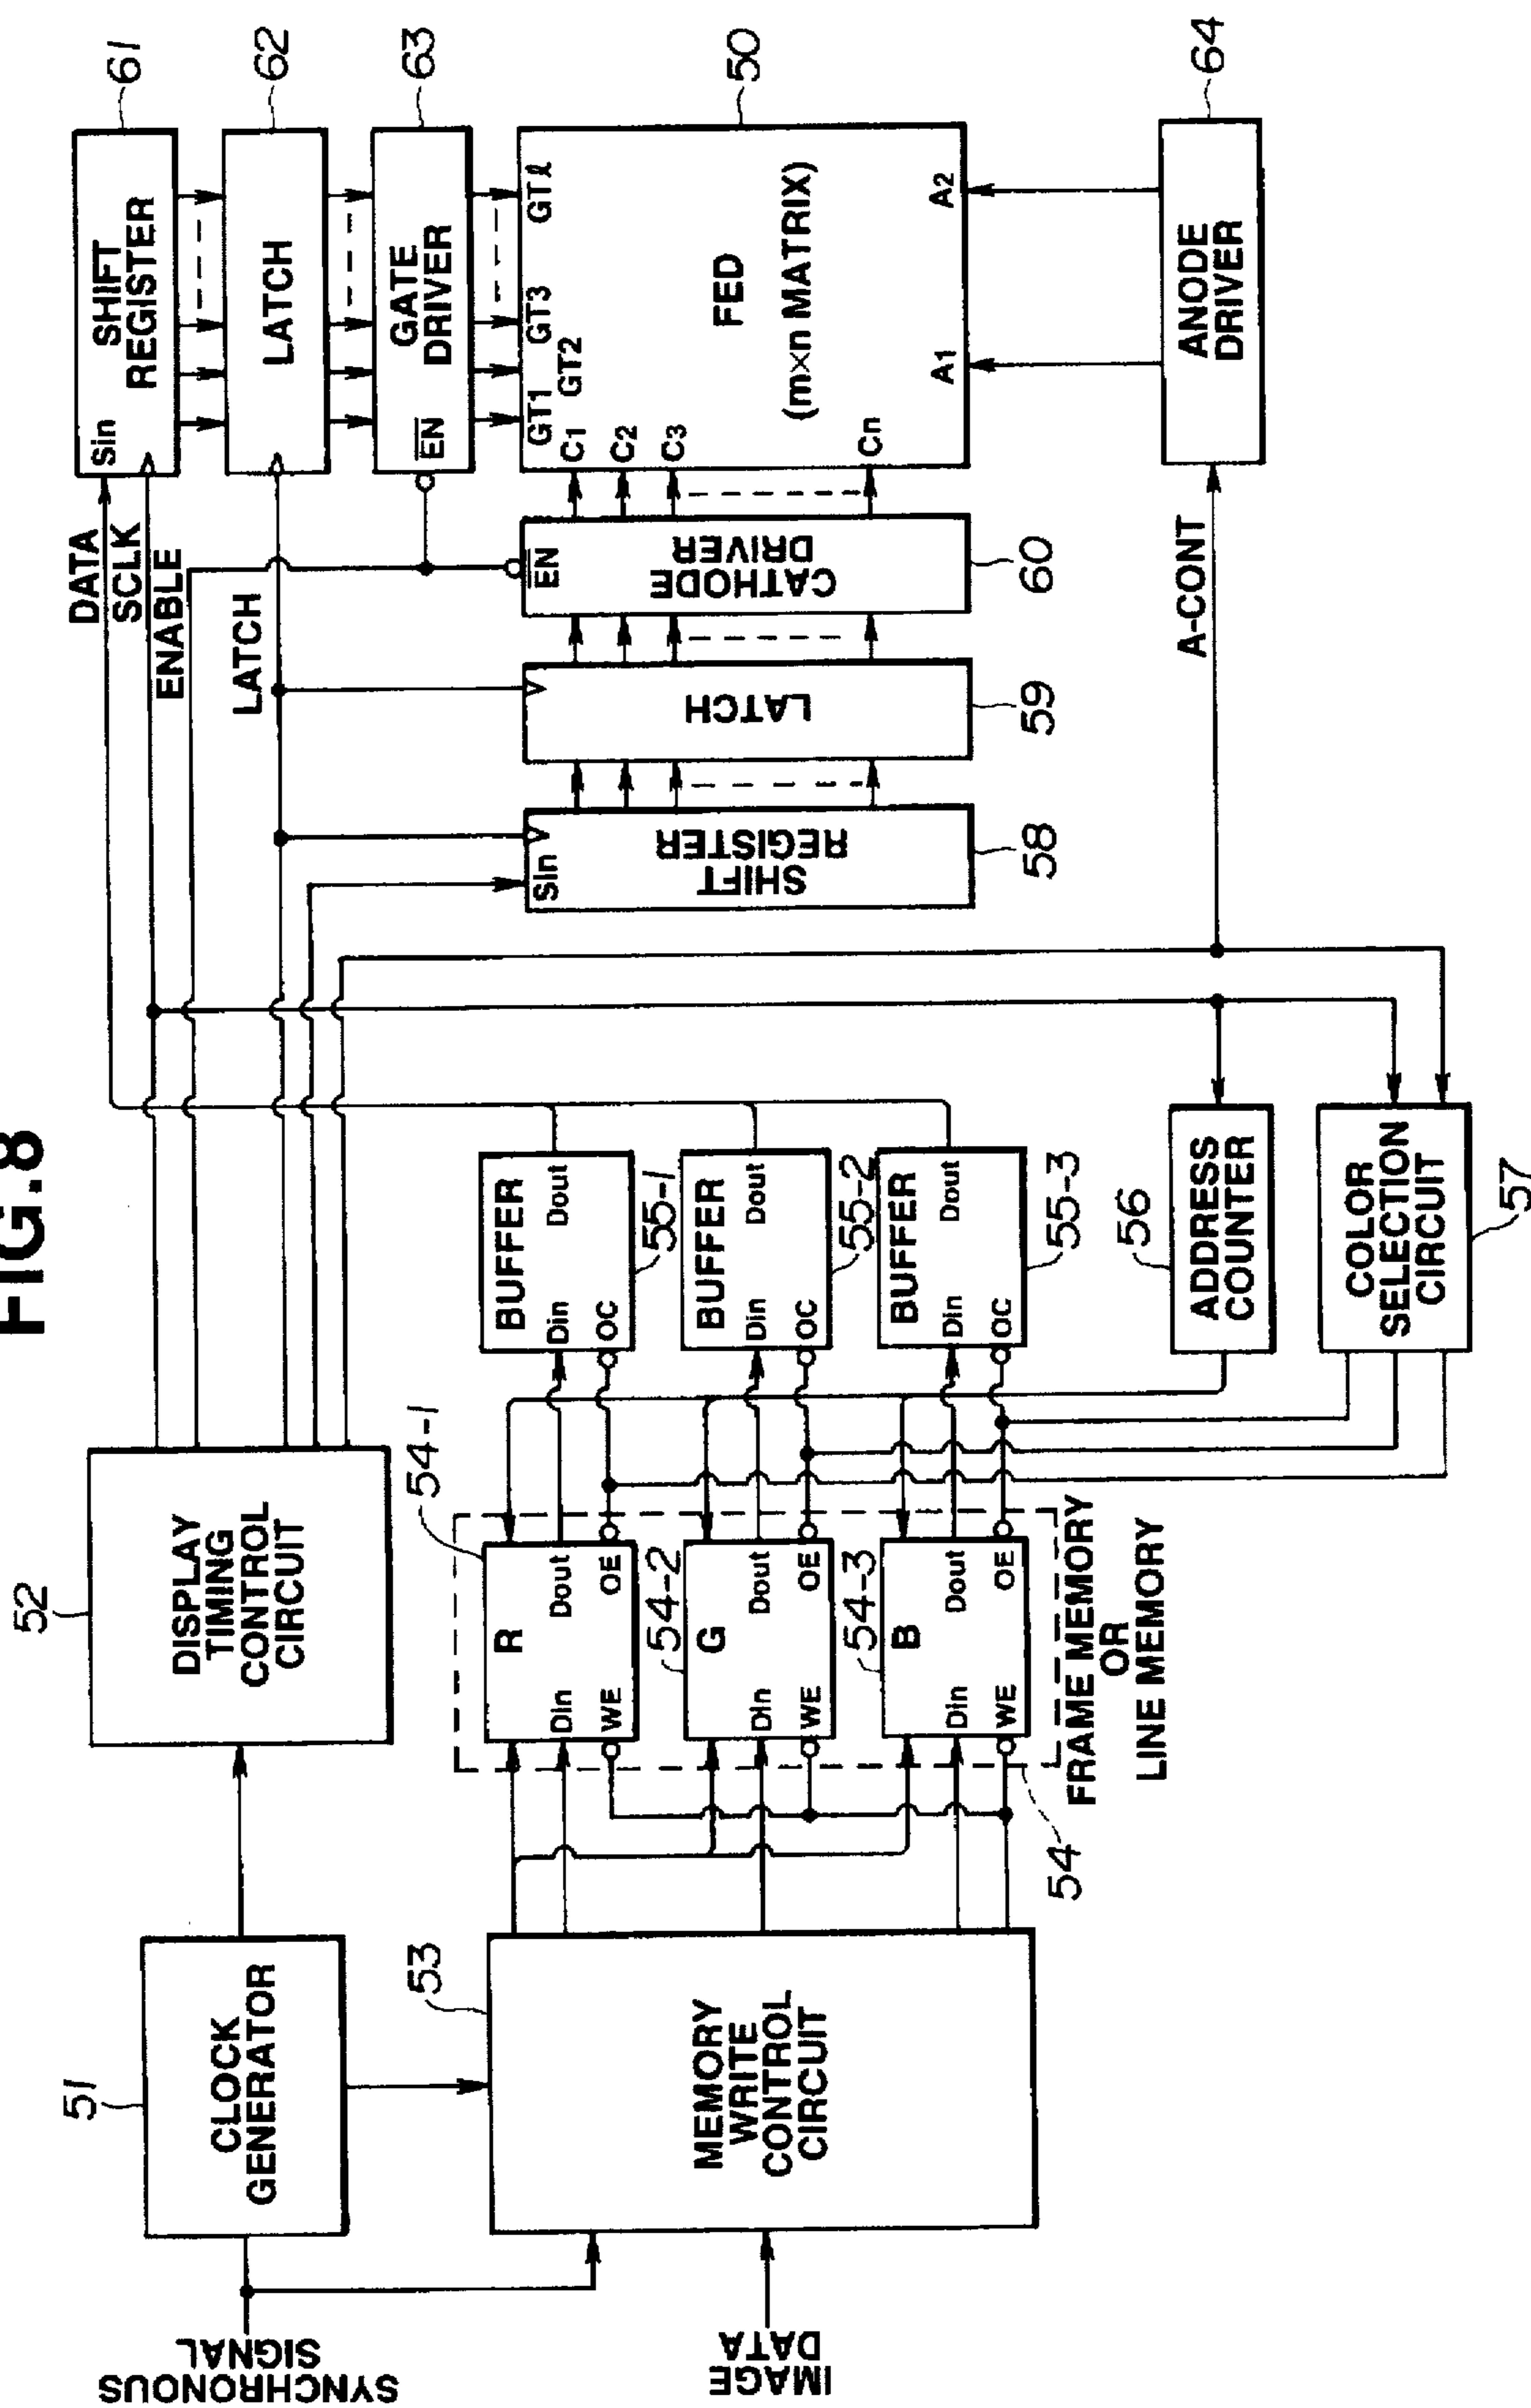 FIG.8
SYNCHRONOUS
SIGNAL
IMAGE
DATA
51
CLOCK
GENERATOR
52
DISPLAY
TIMING
CONTROL
CIRCUIT
53
MEMORY
WRITE
CONTROL
CIRCUIT
54
FRAME MEMORY
OR
LINE MEMORY
54-1
R
Din
Dout
WE
OE
54-2
G
Din
Dout
WE
OE
54-3
B
Din
Dout
WE
OE
BUFFER
Din
Dout
OC
55-1
BUFFER
Din
Dout
OC
55-2
BUFFER
Din
Dout
OC
55-3
56
ADDRESS
COUNTER
COLOR
SELECTION
CIRCUIT
57
DATA
SCLK
ENABLE
LATCH
A-CONT
Sin
SHIFT
REGISTER
58
LATCH
59
EN
CATHODE
DRIVER
60
Sin
SHIFT
REGISTER
61
LATCH
62
EN
GATE
DRIVER
63
GT1
GT2
GT3
GTℓ
C1
C2
C3
Cn
FED
(m×n MATRIX)
A1
A2
50
ANODE
DRIVER
64